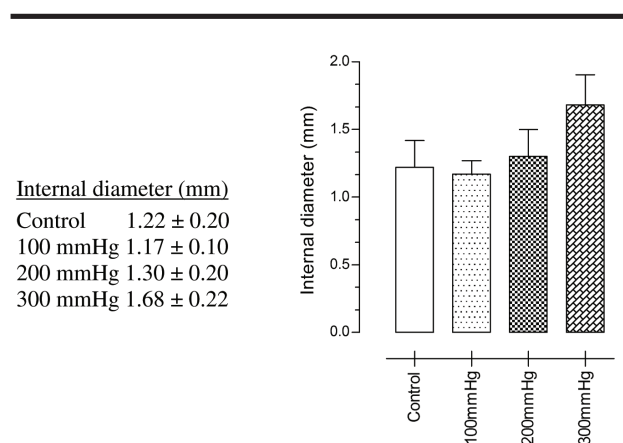 Internal diameter (mm)
Control 1.22 ± 0.20
100 mmHg 1.17 ± 0.10
200 mmHg 1.30 ± 0.20
300 mmHg 1.68 ± 0.22
Internal diameter (mm)
2.0
1.5
1.0
0.5
0.0
Control
100mmHg
200mmHg
300mmHg